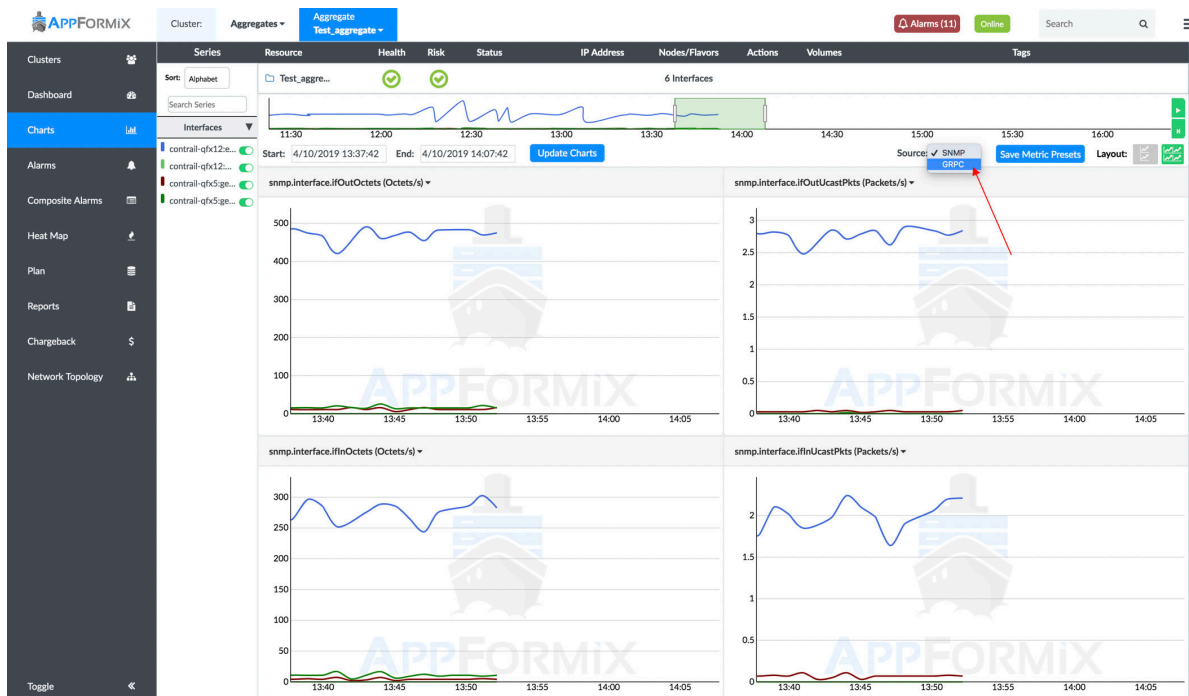 APPFORMiX
Cluster:
Aggregates
Aggregate
Test_aggregate
Alarms (11)
Online
Search
Clusters
Dashboard
Charts
Alarms
Composite Alarms
Heat Map
Plan
Reports
Chargeback
Network Topology
Toggle
Series
Resource Health Risk Status IP Address Nodes/Flavors Actions Volumes Tags
Sort: Alphabet
Search Series
Interfaces
contrail-qfx12:e...
contrail-qfx12:...
contrail-qfx5:ge...
contrail-qfx5:ge...
Test_aggre... 6 Interfaces
11:30 12:00 12:30 13:00 13:30 14:00 14:30 15:00 15:30 16:00
Start: 4/10/2019 13:37:42 End: 4/10/2019 14:07:42 Update Charts
Source: ✓ SNMP
GRPC
Save Metric Presets Layout:
snmp.interface.ifOutOctets (Octets/s)
500
400
300
200
100
0
13:40 13:45 13:50 13:55 14:00 14:05
APPFORMiX
snmp.interface.ifOutUcastPkts (Packets/s)
3
2.5
2
1.5
1
0.5
0
13:40 13:45 13:50 13:55 14:00 14:05
APPFORMiX
snmp.interface.ifInOctets (Octets/s)
300
250
200
150
100
50
0
13:40 13:45 13:50 13:55 14:00 14:05
APPFORMiX
snmp.interface.ifInUcastPkts (Packets/s)
2
1.5
1
0.5
0
13:40 13:45 13:50 13:55 14:00 14:05
APPFORMiX